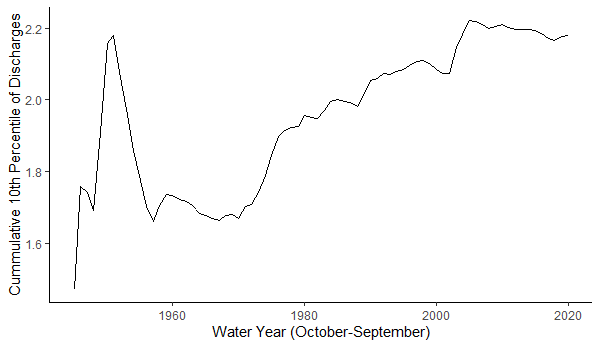 Cummulative 10th Percentile of Discharges
2.2
2.0
1.8
1.6
1960 1980 2000 2020
Water Year (October-September)